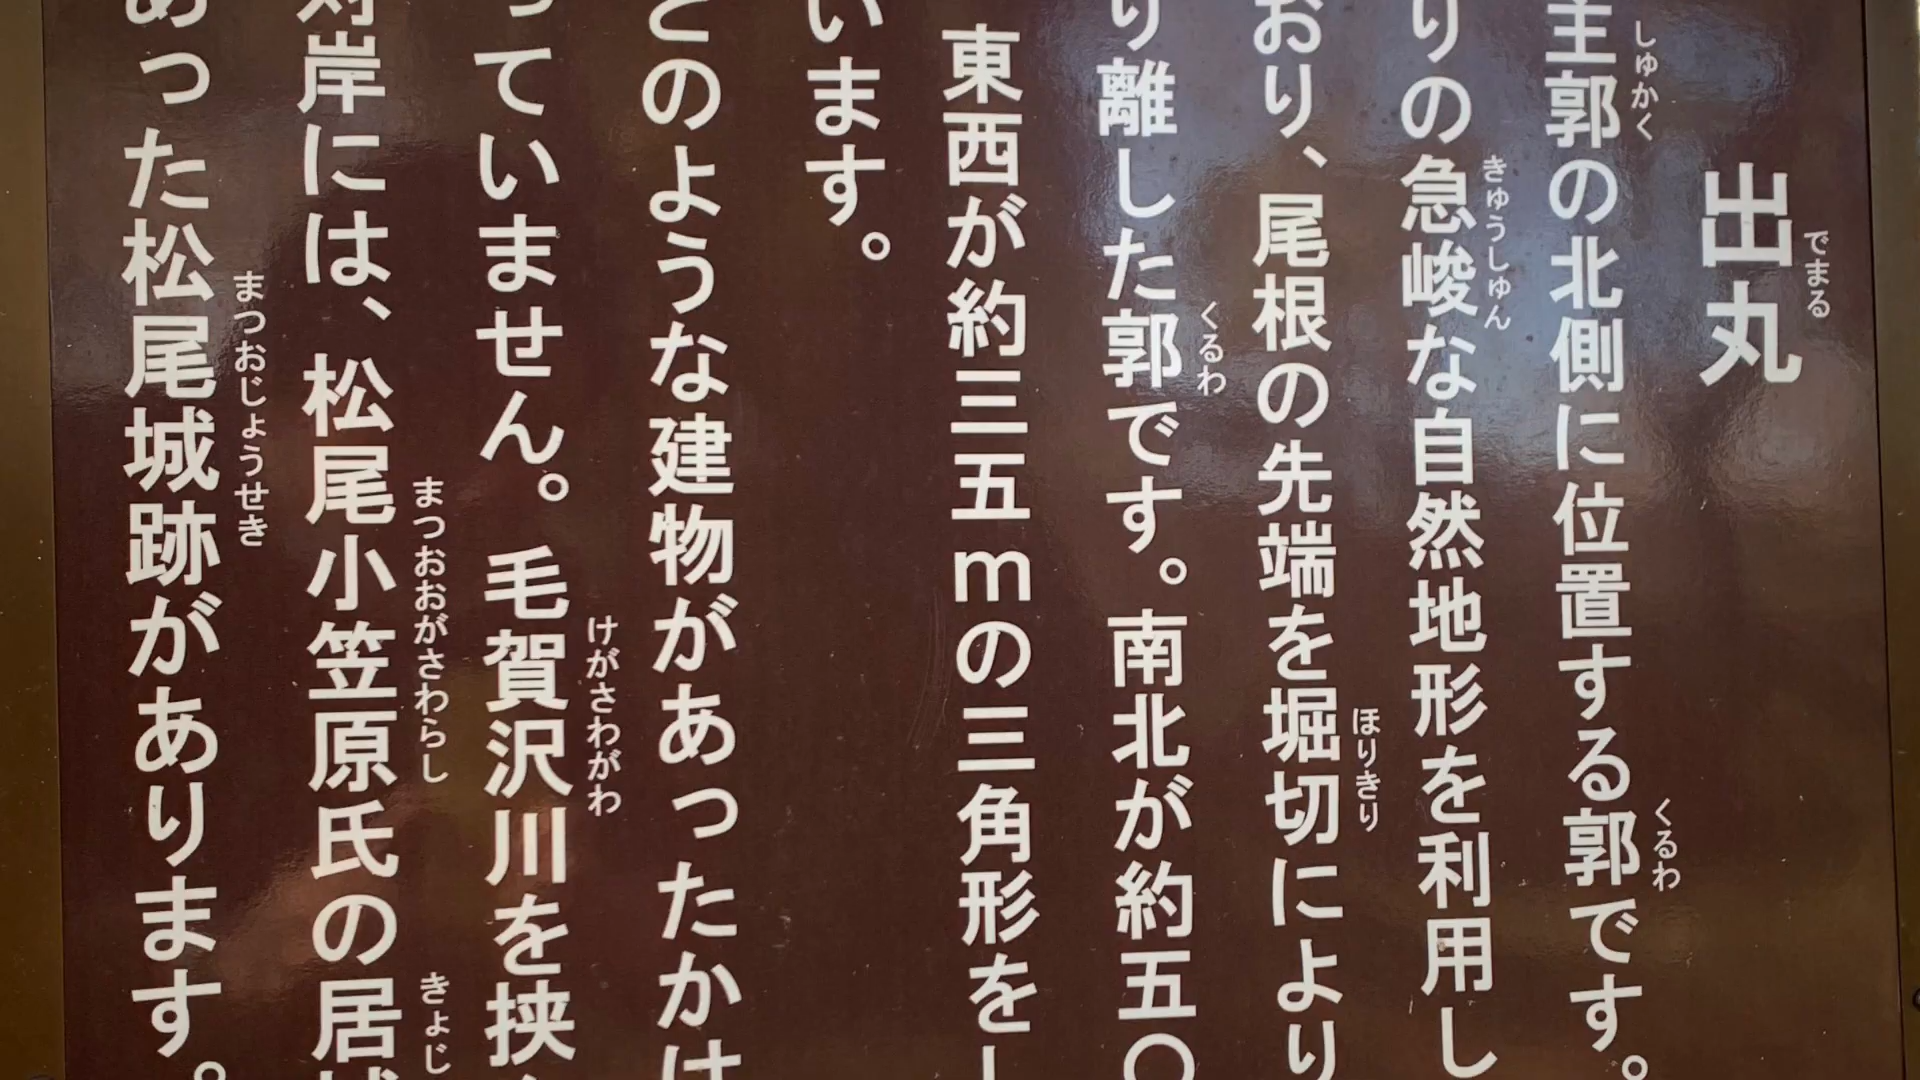 出丸
でまる
主郭の北側に位置する郭です。
しゅかく
くるわ
りの急峻な自然地形を利用し
きゅうしゅん
おり、尾根の先端を堀切により
ほりきり
り離した郭です。南北が約五〇
くるわ
東西が約三五mの三角形をし
います。
どのような建物があったかは
っていません。毛賀沢川を挟
けがさわがわ
対岸には、松尾小笠原氏の居城
まつおおがさわらし
きょじ
あった松尾城跡があります。
まつおじょうせき